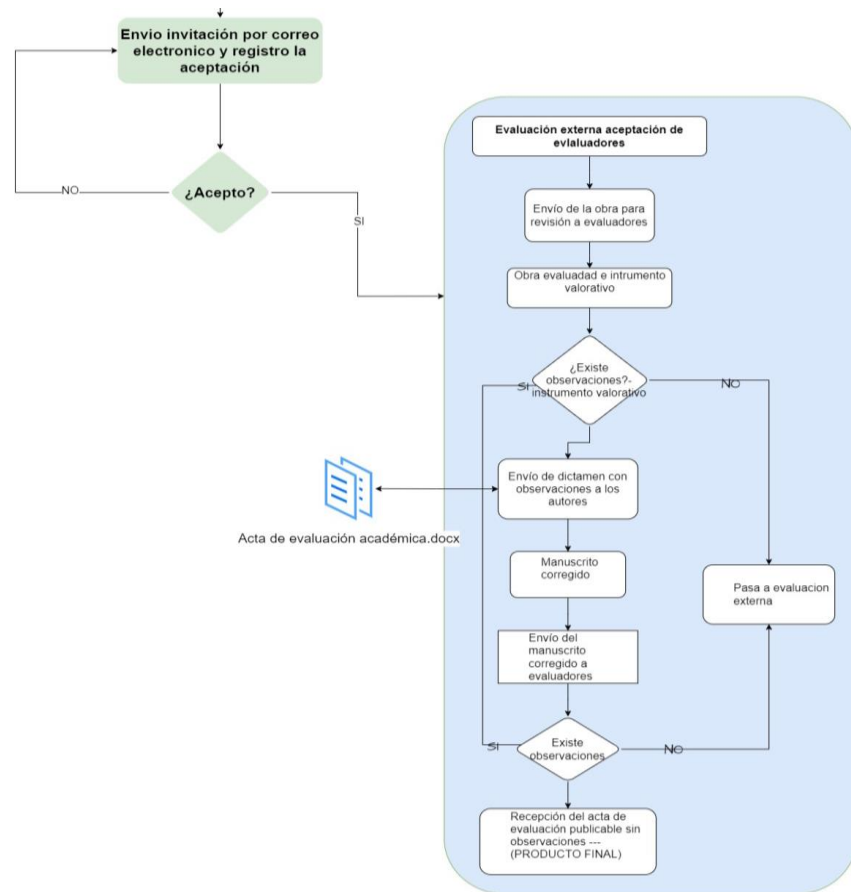 Envio invitación por correo
electronico y registro la
aceptación
¿Acepto?
NO
SI
Evaluación externa aceptación de
evlaluadores
Envío de la obra para
revisión a evaluadores
Obra evaluadad e intrumento
valorativo
¿Existe
observaciones?-
instrumento valorativo
SI
NO
Envío de dictamen con
observaciones a los
autores
Acta de evaluación académica.docx
Manuscrito
corregido
Pasa a evaluacion
externa
Envío del
manuscrito
corregido a
evaluadores
Existe
observaciones
SI
NO
Recepción del acta de
evaluación publicable sin
observaciones ---
(PRODUCTO FINAL)